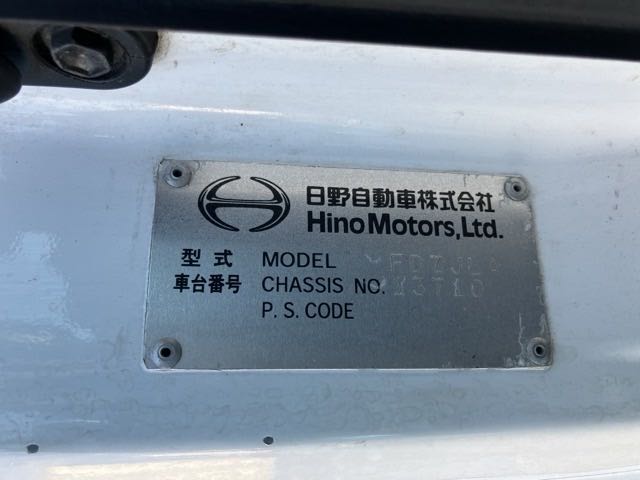 日野自動車株式会社
Hino Motors, Ltd.
型式 MODEL
車台番号 CHASSIS NO.
P. S. CODE